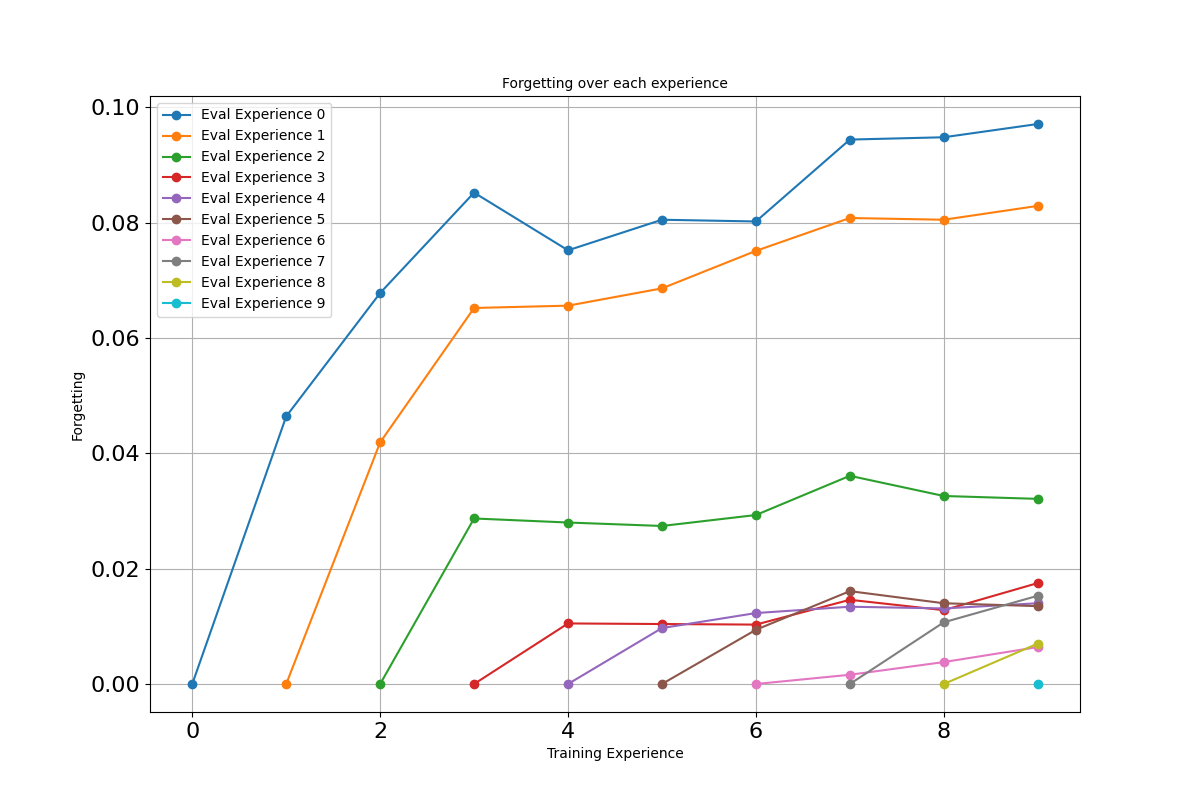 Forgetting over each experience
0.10
0.08
0.06
0.04
0.02
0.00
Forgetting
Eval Experience 0
Eval Experience 1
Eval Experience 2
Eval Experience 3
Eval Experience 4
Eval Experience 5
Eval Experience 6
Eval Experience 7
Eval Experience 8
Eval Experience 9
0 2 4 6 8
Training Experience